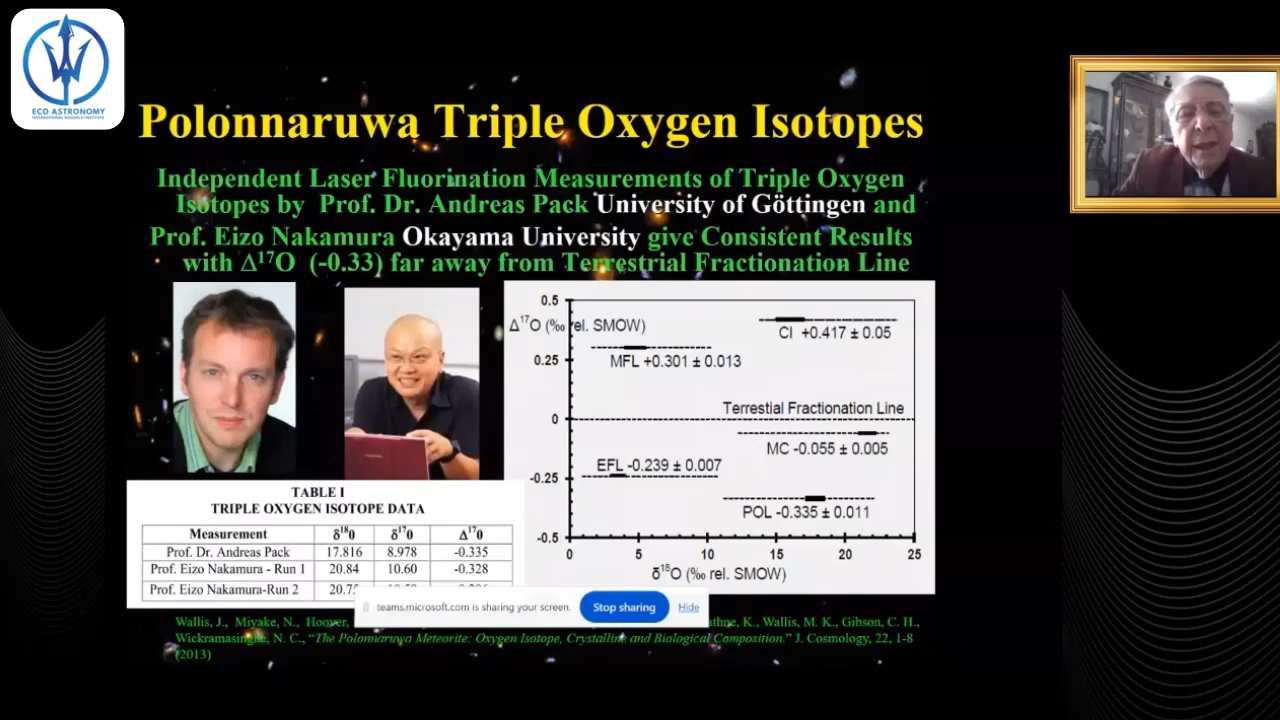 ECO ASTRONOMY
INTERNATIONAL RESEARCH INSTITUTE
Polonnaruwa Triple Oxygen Isotopes
Independent Laser Fluorination Measurements of Triple Oxygen
Isotopes by Prof. Dr. Andreas Pack University of Göttingen and
Prof. Eizo Nakamura Okayama University give Consistent Results
with Δ¹⁷O (-0.33) far away from Terrestrial Fractionation Line
0.5
Δ¹⁷O (‰ rel. SMOW)
CI +0.417 ± 0.05
0.25
MFL +0.301 ± 0.013
Terrestial Fractionation Line
0
MC -0.055 ± 0.005
EFL -0.239 ± 0.007
-0.25
POL -0.335 ± 0.011
-0.5
0 5 10 15 20 25
δ¹⁸O (‰ rel. SMOW)
TABLE I
TRIPLE OXYGEN ISOTOPE DATA
Measurement δ¹⁸0 δ¹⁷0 Δ¹⁷0
Prof. Dr. Andreas Pack 17.816 8.978 -0.335
Prof. Eizo Nakamura - Run 1 20.84 10.60 -0.328
Prof. Eizo Nakamura-Run 2
teams.microsoft.com is sharing your screen. Stop sharing Hide
Wallis, J., Miyake, N., K., Wallis, M. K., Gibson, C. H.,
Wickramasinghe, N. C., “The Polonnaruwa Meteorite: Oxygen Isotope, Crystalline and Biological Composition.” J. Cosmology, 22, 1-8
(2013)